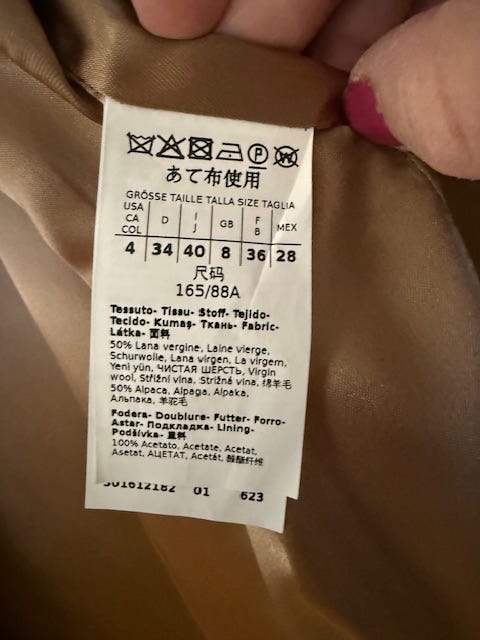 あて布使用
GRÖSSE TAILLE TALLA SIZE TAGLIA
USA CA COL D I J GB F B MEX
4 34 40 8 36 28
尺码
165/88A
Tessuto- Tissu- Stoff- Tejido-
Tecido- Kumaş- Ткань- Fabric-
Látka- 面料
50% Lana vergine, Laine vierge,
Schurwolle, Lana virgen, La virgem,
Yeni yün, ЧИСТАЯ ШЕРСТЬ, Virgin
wool, Střižní vlna, Strižná vlna, 绵羊毛
50% Alpaca, Alpaga, Alpaka,
Альпака, 羊驼毛
Fodera- Doublure- Futter- Forro-
Astar- Подкладка- Lining-
Podšívka- 里料
100% Acetato, Acetate, Acetat,
Asetat, АЦЕТАТ, Acetát, 醋酯纤维
501612182 01 623